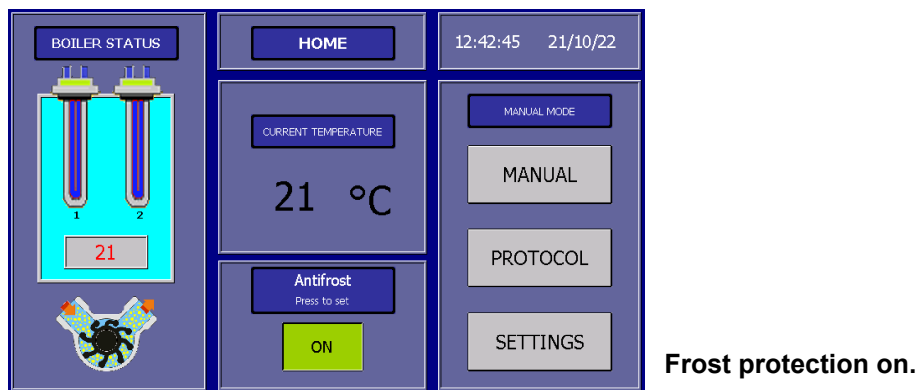 BOILER STATUS
1 2
21
HOME
CURRENT TEMPERATURE
21 °C
Antifrost
Press to set
ON
12:42:45 21/10/22
MANUAL MODE
MANUAL
PROTOCOL
SETTINGS
Frost protection on.